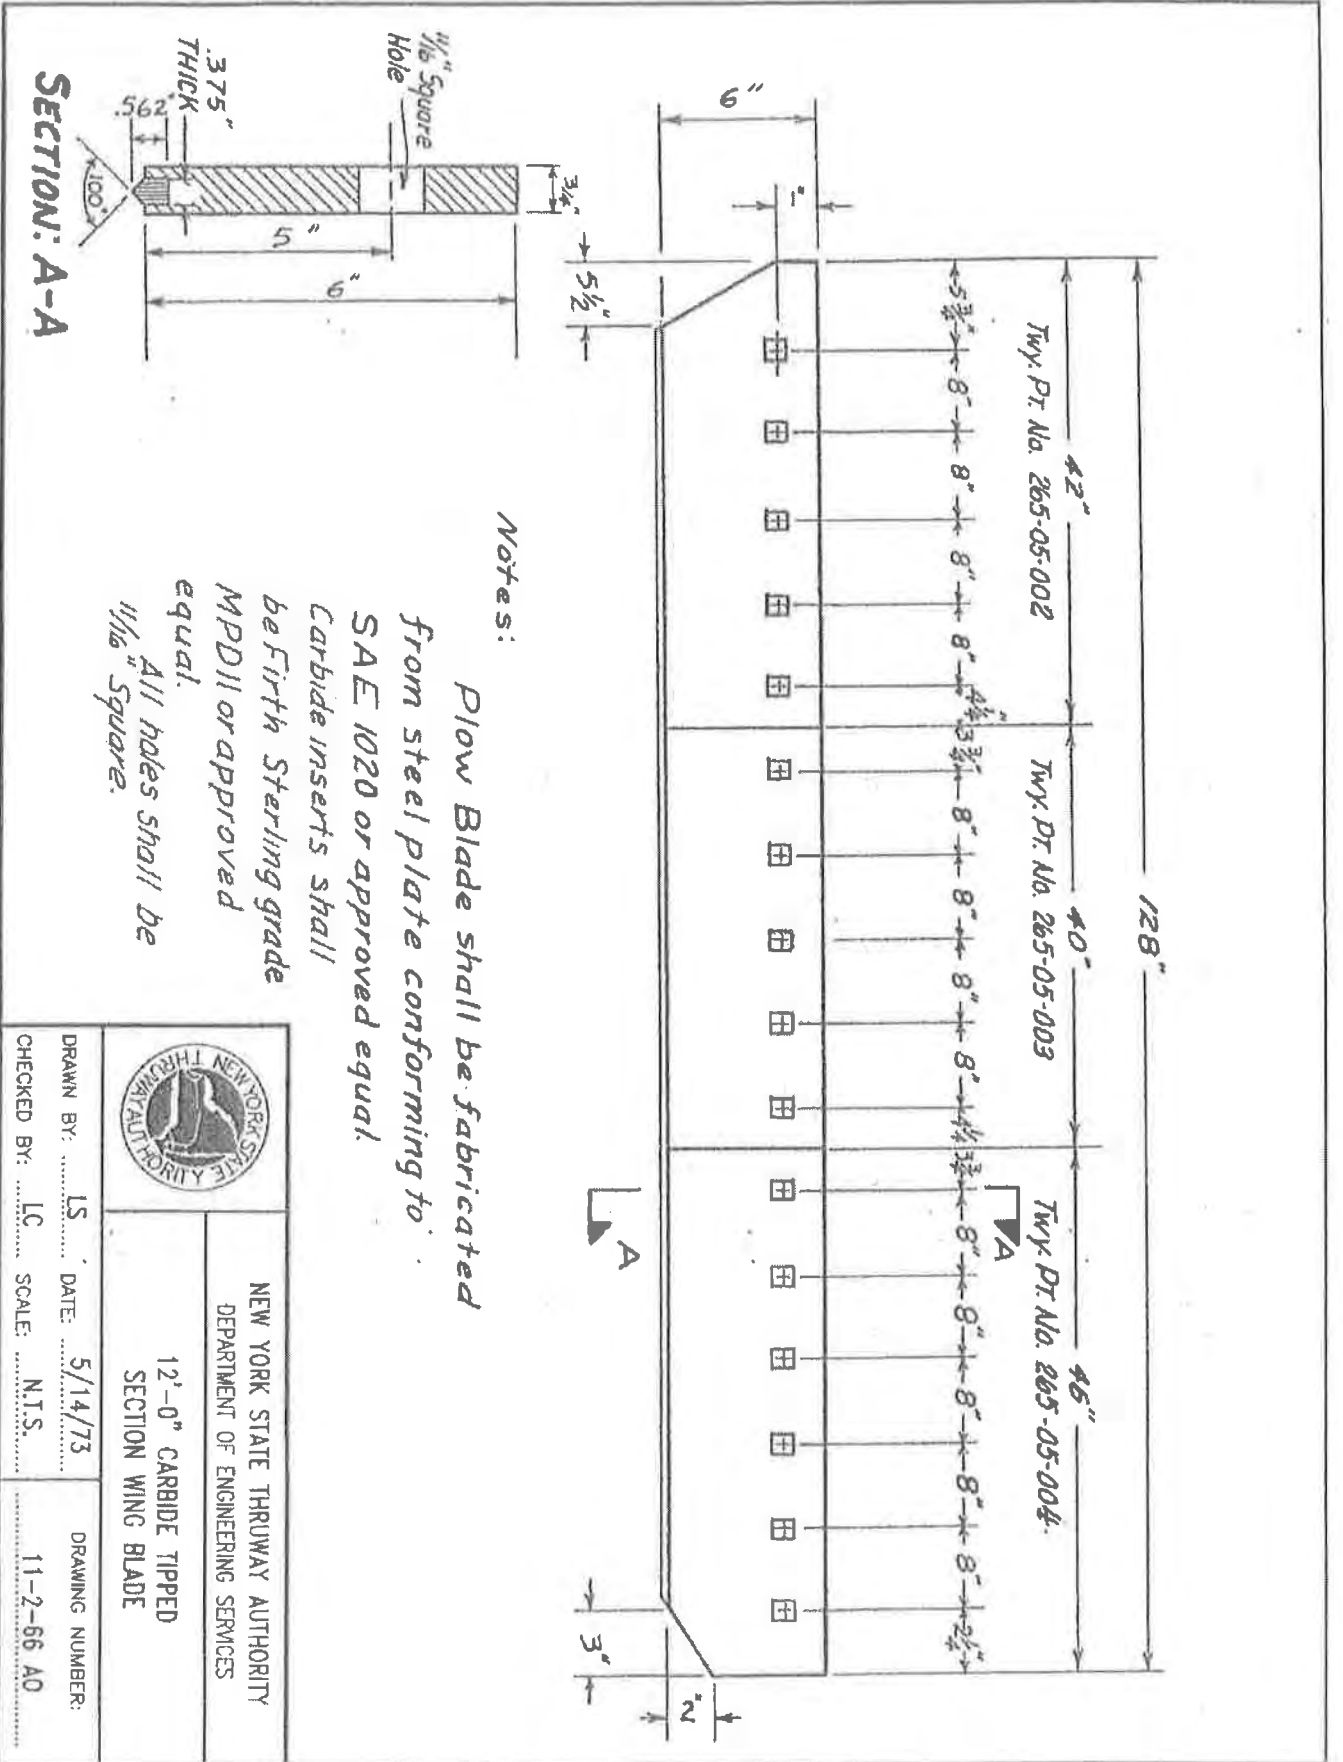 128"
42"
40"
46"
Twy. Pt. No. 265-05-002
Twy. Pt. No. 265-05-003
Twy. Pt. No. 265-05-004
5 3/4" 8" 8" 8" 8" 4 1/4" 3 3/4" 8" 8" 8" 8" 4 1/4 3 3/4" 8" 8" 8" 8" 8" 2 1/4"
6"
1"
5 1/2"
A
A
3"
2"
11/16" Square
Hole
.375"
THICK
.562"
100°
3/4"
5"
6"
SECTION: A-A
Notes:
Plow Blade shall be fabricated
from steel plate conforming to
SAE 1020 or approved equal.
Carbide inserts shall
be Firth Sterling grade
MPD11 or approved
equal.
All holes shall be
11/16" Square.
NEW YORK STATE
THRUWAY AUTHORITY
NEW YORK STATE THRUWAY AUTHORITY
DEPARTMENT OF ENGINEERING SERVICES
12'-0" CARBIDE TIPPED
SECTION WING BLADE
DRAWN BY: LS DATE: 5/14/73
CHECKED BY: LC SCALE: N.T.S.
DRAWING NUMBER:
11-2-66 AO